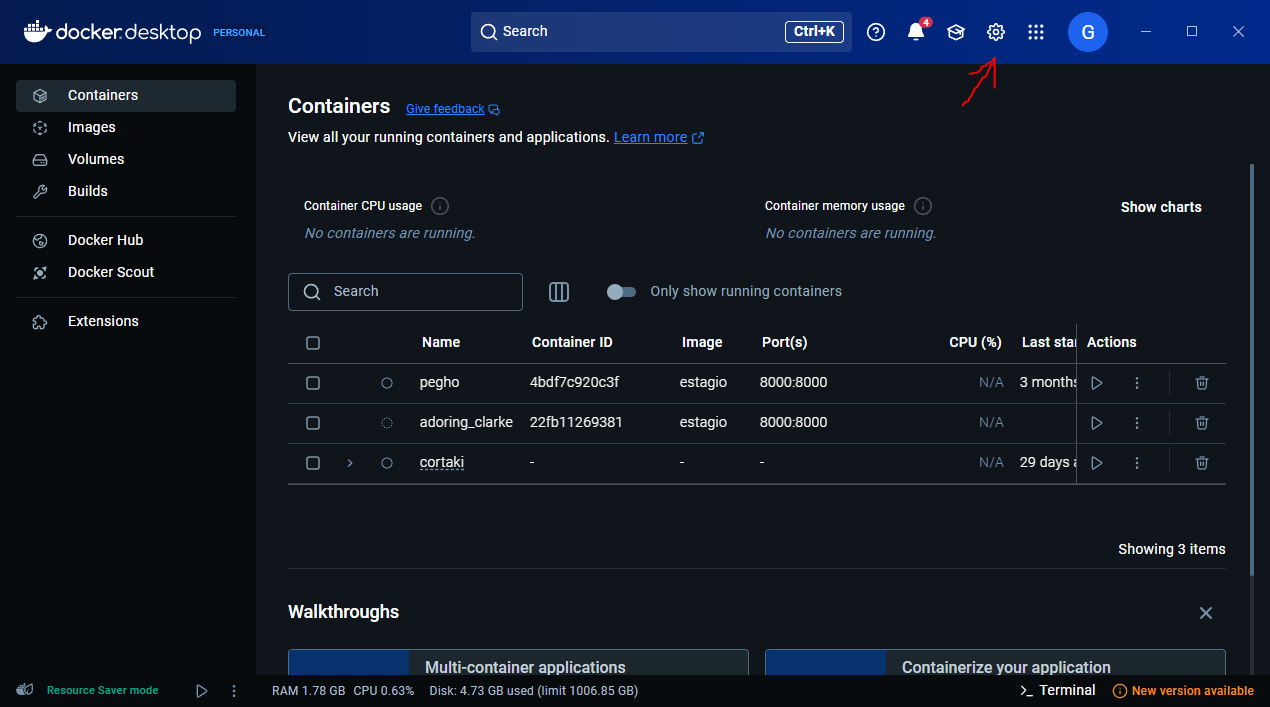 docker.desktop PERSONAL Search Ctrl+K 4 G
Containers
Images
Volumes
Builds
Docker Hub
Docker Scout
Extensions
Containers Give feedback
View all your running containers and applications. Learn more
Container CPU usage Container memory usage Show charts
No containers are running. No containers are running.
Search Only show running containers
Name Container ID Image Port(s) CPU (%) Last star Actions
pegho 4bdf7c920c3f estagio 8000:8000 N/A 3 months
adoring_clarke 22fb11269381 estagio 8000:8000 N/A
cortaki - - - N/A 29 days a
Showing 3 items
Walkthroughs
Multi-container applications Containerize your application
Resource Saver mode RAM 1.78 GB CPU 0.63% Disk: 4.73 GB used (limit 1006.85 GB) >_ Terminal New version available